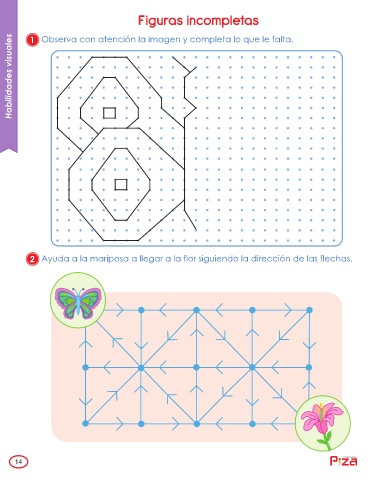 Figuras incompletas
Habilidades visuales
1 Observa con atención la imagen y completa lo que le falta.
2 Ayuda a la mariposa a llegar a la flor siguiendo la dirección de las flechas.
14
Piza